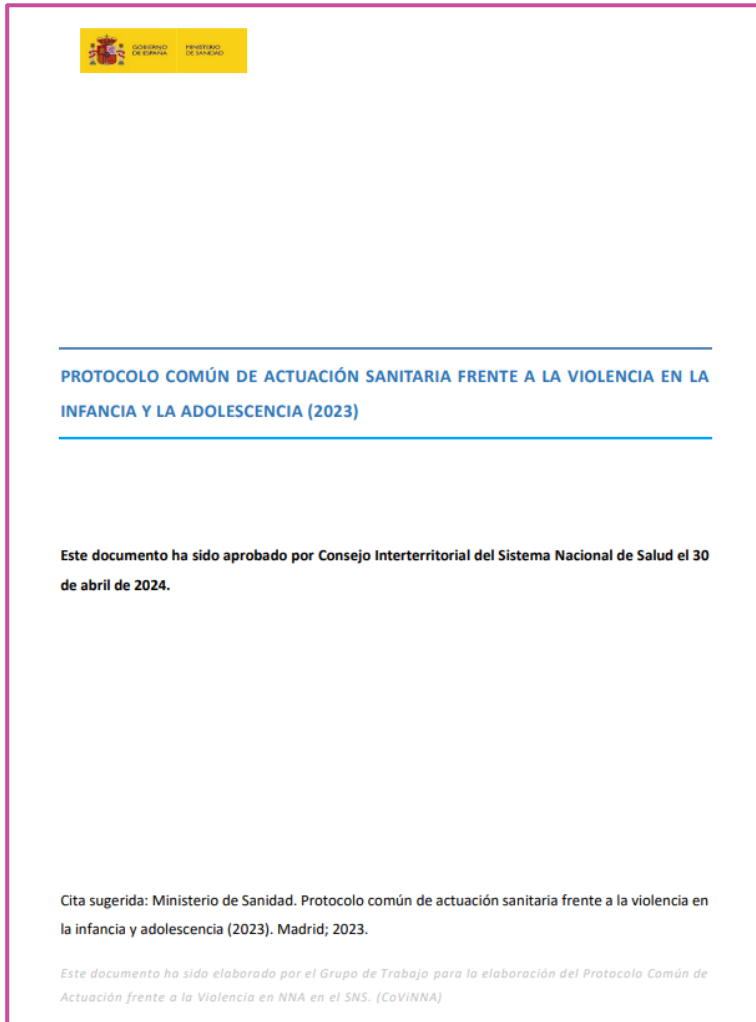 GOBIERNO MINISTERIO
DE ESPAÑA DE SANIDAD
PROTOCOLO COMÚN DE ACTUACIÓN SANITARIA FRENTE A LA VIOLENCIA EN LA
INFANCIA Y LA ADOLESCENCIA (2023)
Este documento ha sido aprobado por Consejo Interterritorial del Sistema Nacional de Salud el 30
de abril de 2024.
Cita sugerida: Ministerio de Sanidad. Protocolo común de actuación sanitaria frente a la violencia en
la infancia y adolescencia (2023). Madrid; 2023.
Este documento ha sido elaborado por el Grupo de Trabajo para la elaboración del Protocolo Común de
Actuación frente a la Violencia en NNA en el SNS. (CoViNNA)